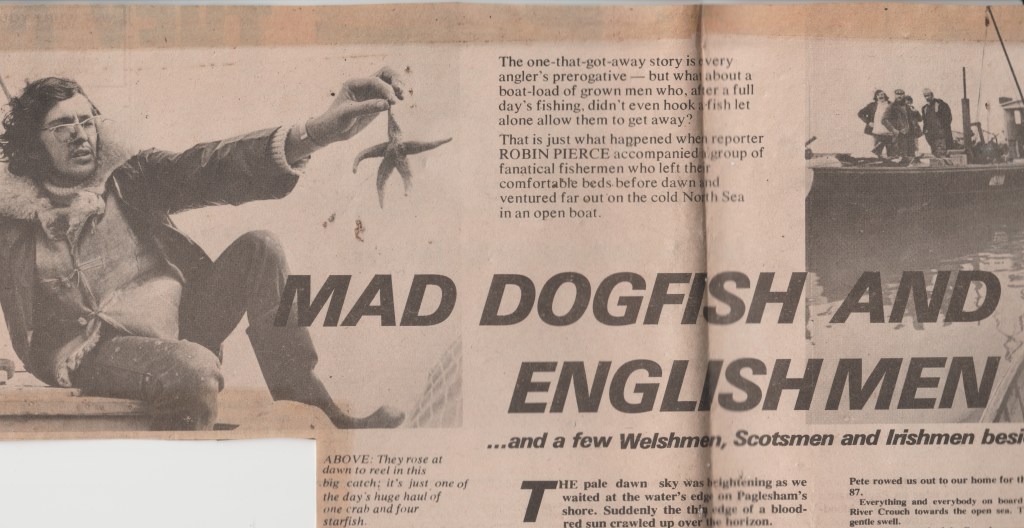 The one-that-got-away story is every
angler's prerogative — but what about a
boat-load of grown men who, after a full
day's fishing, didn't even hook a fish let
alone allow them to get away?
That is just what happened when reporter
ROBIN PIERCE accompanied a group of
fanatical fishermen who left their
comfortable beds before dawn and
ventured far out on the cold North Sea
in an open boat.
MAD DOGFISH AND
ENGLISHMEN
...and a few Welshmen, Scotsmen and Irishmen besi
ABOVE: They rose at
dawn to reel in this
big catch; it's just one of
the day's huge haul of
one crab and four
starfish.
THE pale dawn sky was brightening as we
waited at the water's edge on Paglesham's
shore. Suddenly the edge of a blood-
red sun crawled up over the horizon.
Pete rowed us out to our home for th
87.
Everything and everybody on board
River Crouch towards the open sea. T
gentle swell.